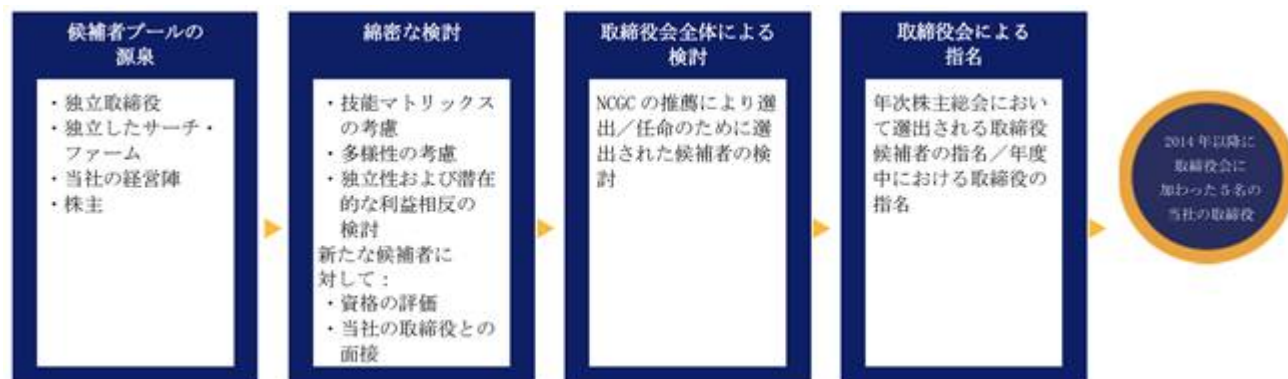 候補者プールの
源泉
・独立取締役
・独立したサーチ・
ファーム
・当社の経営陣
・株主
綿密な検討
・技能マトリックス
の考慮
・多様性の考慮
・独立性および潜在
的な利益相反の
検討
新たな候補者に
対して：
・資格の評価
・当社の取締役との
面接
取締役会全体による
検討
NCGC の推薦により選
出／任命のために選
出された候補者の検
討
取締役会による
指名
年次株主総会におい
て選出される取締役
候補者の指名／年度
中における取締役の
指名
2014 年以降に
取締役会に
加わった 5 名の
当社の取締役